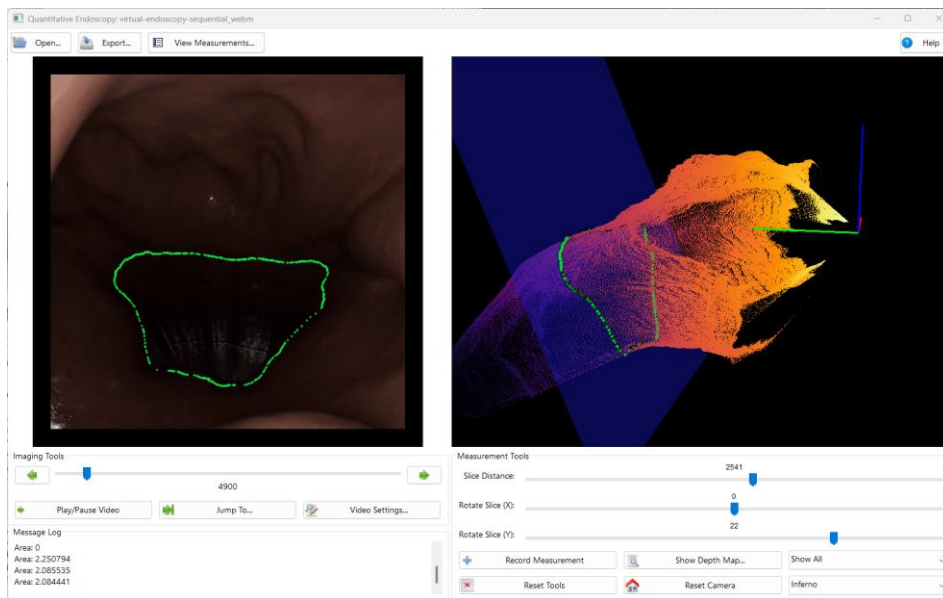 Quantitative Endoscopy: virtual-endoscopy-sequential_webm
Open... Export... View Measurements... Help
Imaging Tools
4900
Play/Pause Video Jump To... Video Settings...
Message Log
Area: 0
Area: 2.250794
Area: 2.085535
Area: 2.084441
Measurement Tools
2541
Slice Distance:
0
Rotate Slice (X):
22
Rotate Slice (Y):
Record Measurement Show Depth Map... Show All
Reset Tools Reset Camera Inferno